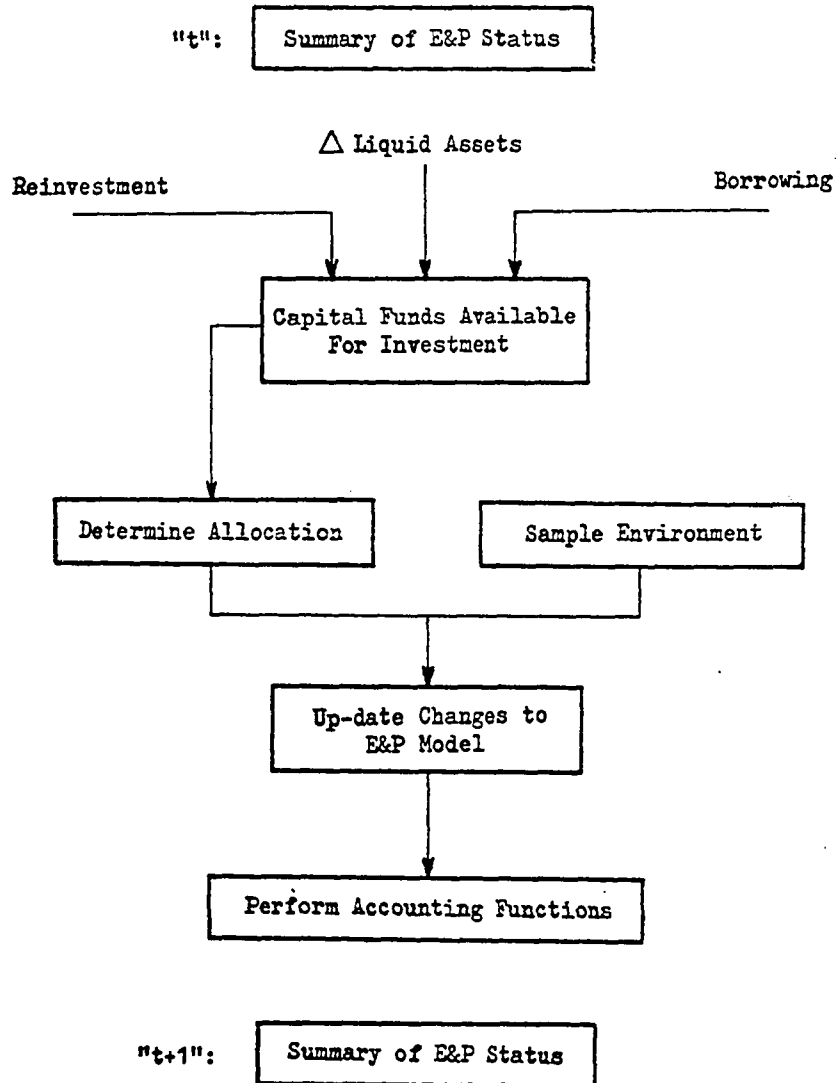 "t": Summary of E&P Status
△ Liquid Assets
Reinvestment
Borrowing
Capital Funds Available
For Investment
Determine Allocation
Sample Environment
Up-date Changes to
E&P Model
Perform Accounting Functions
"t+1": Summary of E&P Status